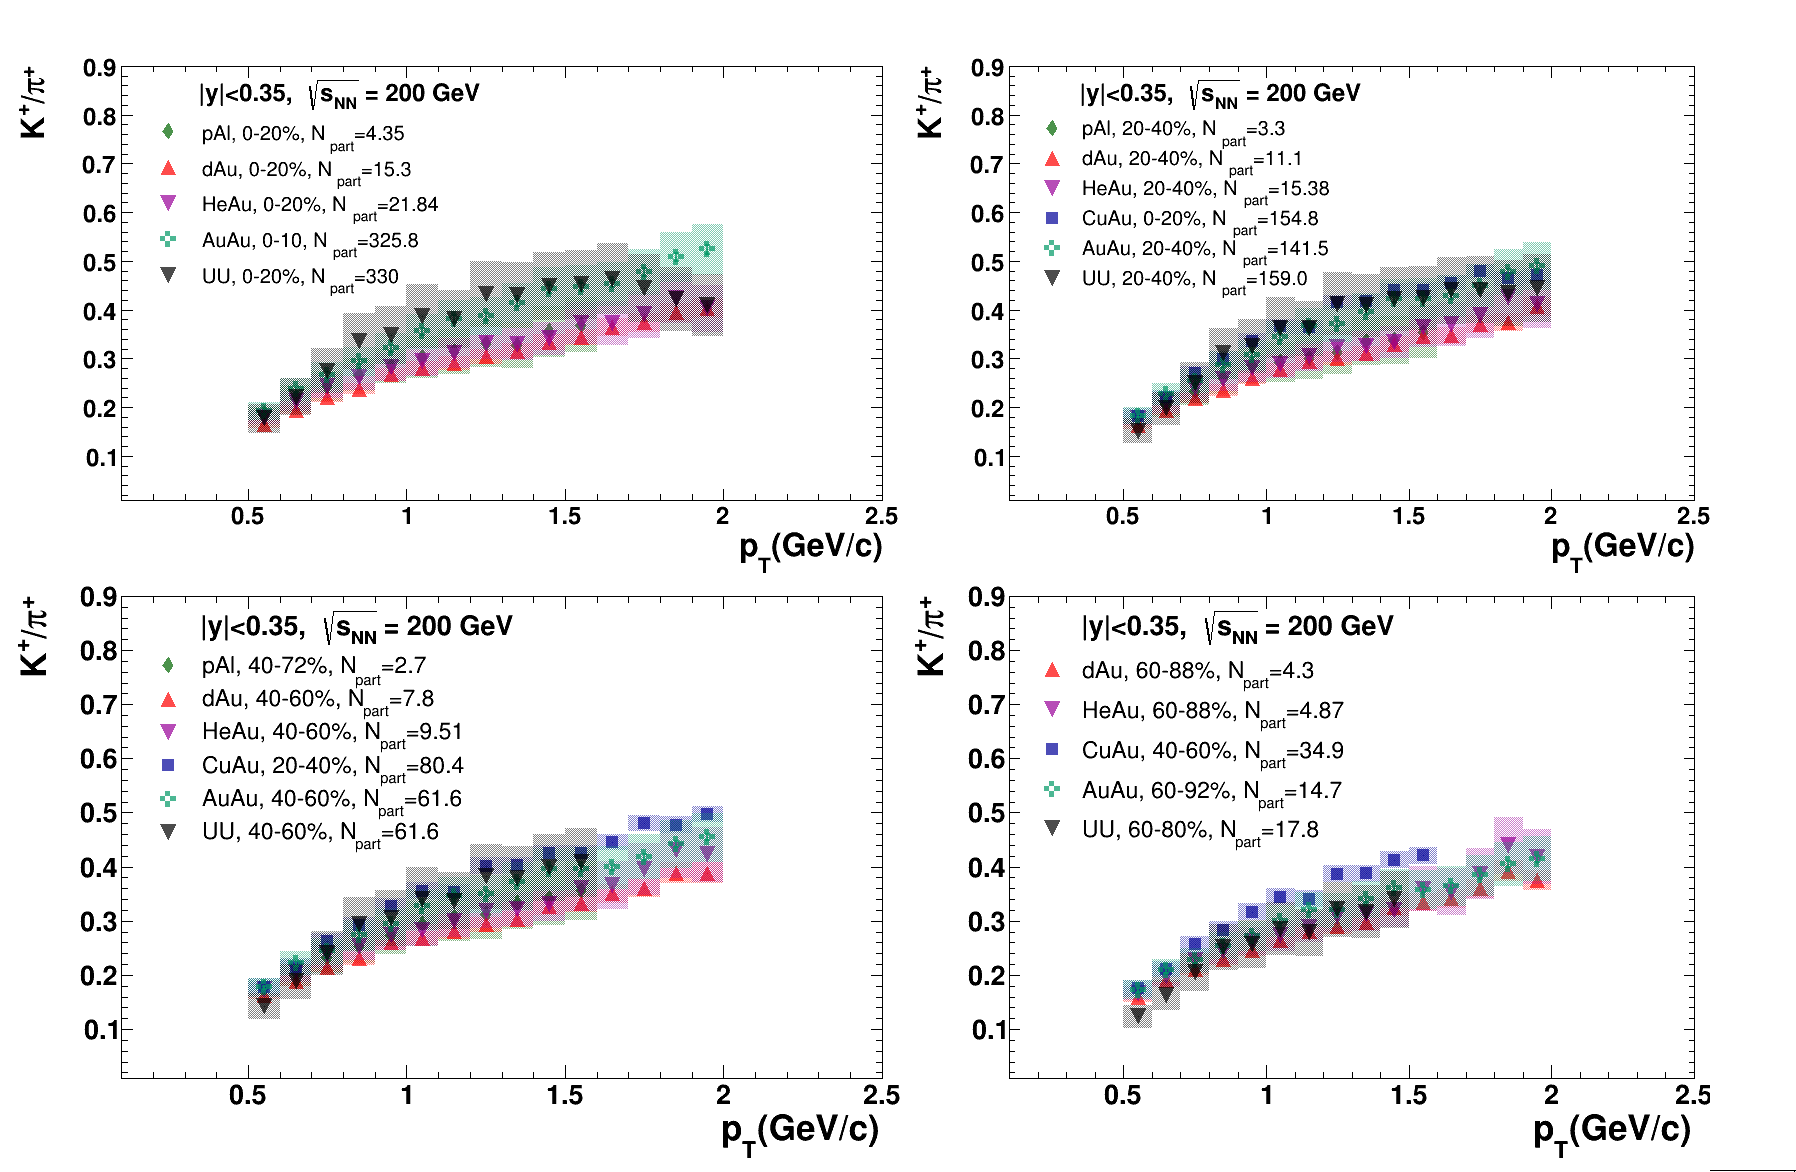 K+/π+
0.9
0.8
0.7
0.6
0.5
0.4
0.3
0.2
0.1
|y|<0.35, √sNN = 200 GeV
pAl, 0-20%, Npart=4.35
dAu, 0-20%, Npart=15.3
HeAu, 0-20%, Npart=21.84
AuAu, 0-10, Npart=325.8
UU, 0-20%, Npart=330
0.5 1 1.5 2 2.5
pT(GeV/c)
K+/π+
0.9
0.8
0.7
0.6
0.5
0.4
0.3
0.2
0.1
|y|<0.35, √sNN = 200 GeV
pAl, 20-40%, Npart=3.3
dAu, 20-40%, Npart=11.1
HeAu, 20-40%, Npart=15.38
CuAu, 0-20%, Npart=154.8
AuAu, 20-40%, Npart=141.5
UU, 20-40%, Npart=159.0
0.5 1 1.5 2 2.5
pT(GeV/c)
K+/π+
0.9
0.8
0.7
0.6
0.5
0.4
0.3
0.2
0.1
|y|<0.35, √sNN = 200 GeV
pAl, 40-72%, Npart=2.7
dAu, 40-60%, Npart=7.8
HeAu, 40-60%, Npart=9.51
CuAu, 20-40%, Npart=80.4
AuAu, 40-60%, Npart=61.6
UU, 40-60%, Npart=61.6
0.5 1 1.5 2 2.5
pT(GeV/c)
K+/π+
0.9
0.8
0.7
0.6
0.5
0.4
0.3
0.2
0.1
|y|<0.35, √sNN = 200 GeV
dAu, 60-88%, Npart=4.3
HeAu, 60-88%, Npart=4.87
CuAu, 40-60%, Npart=34.9
AuAu, 60-92%, Npart=14.7
UU, 60-80%, Npart=17.8
0.5 1 1.5 2 2.5
pT(GeV/c)